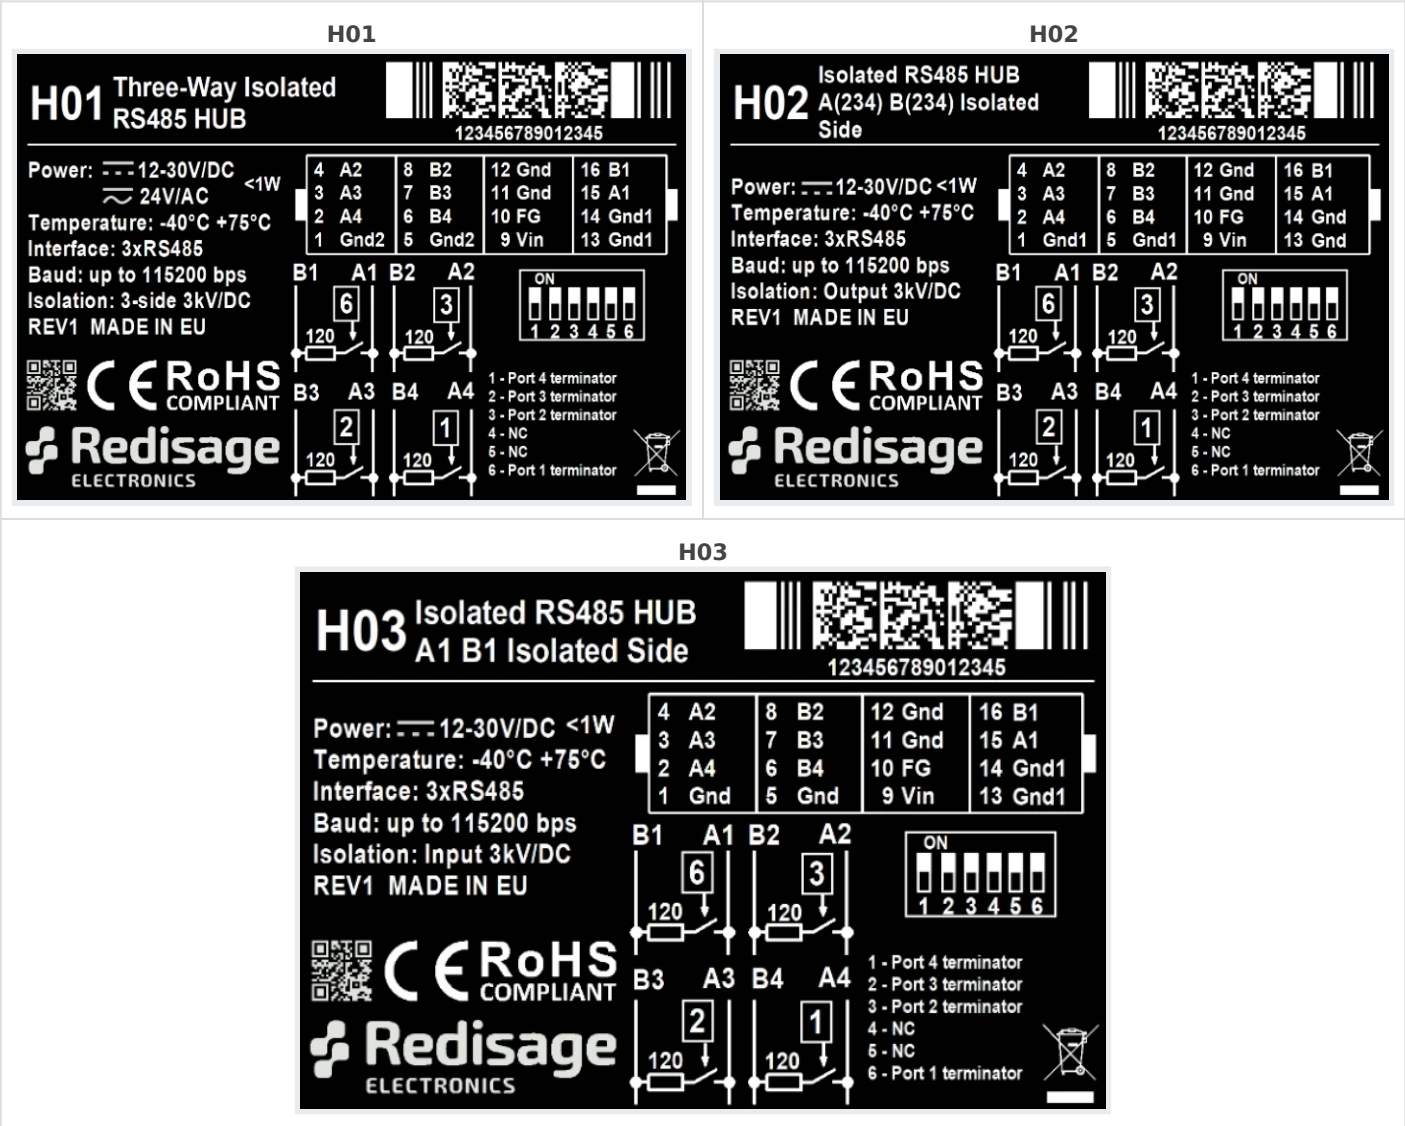 H01
H01 Three-Way Isolated
RS485 HUB
123456789012345
Power: 12-30V/DC
24V/AC <1W
Temperature: -40°C +75°C
Interface: 3xRS485
Baud: up to 115200 bps
Isolation: 3-side 3kV/DC
REV1 MADE IN EU
4 A2 8 B2 12 Gnd 16 B1
3 A3 7 B3 11 Gnd 15 A1
2 A4 6 B4 10 FG 14 Gnd1
1 Gnd2 5 Gnd2 9 Vin 13 Gnd1
B1 A1 B2 A2
6 3
120 120
B3 A3 B4 A4
2 1
120 120
ON
1 2 3 4 5 6
1 - Port 4 terminator
2 - Port 3 terminator
3 - Port 2 terminator
4 - NC
5 - NC
6 - Port 1 terminator
CE RoHS
COMPLIANT
Redisage
ELECTRONICS
H02
H02 Isolated RS485 HUB
A(234) B(234) Isolated
Side
123456789012345
Power: 12-30V/DC <1W
Temperature: -40°C +75°C
Interface: 3xRS485
Baud: up to 115200 bps
Isolation: Output 3kV/DC
REV1 MADE IN EU
4 A2 8 B2 12 Gnd 16 B1
3 A3 7 B3 11 Gnd 15 A1
2 A4 6 B4 10 FG 14 Gnd
1 Gnd1 5 Gnd1 9 Vin 13 Gnd
B1 A1 B2 A2
6 3
120 120
B3 A3 B4 A4
2 1
120 120
ON
1 2 3 4 5 6
1 - Port 4 terminator
2 - Port 3 terminator
3 - Port 2 terminator
4 - NC
5 - NC
6 - Port 1 terminator
CE RoHS
COMPLIANT
Redisage
ELECTRONICS
H03
H03 Isolated RS485 HUB
A1 B1 Isolated Side
123456789012345
Power: 12-30V/DC <1W
Temperature: -40°C +75°C
Interface: 3xRS485
Baud: up to 115200 bps
Isolation: Input 3kV/DC
REV1 MADE IN EU
4 A2 8 B2 12 Gnd 16 B1
3 A3 7 B3 11 Gnd 15 A1
2 A4 6 B4 10 FG 14 Gnd1
1 Gnd 5 Gnd 9 Vin 13 Gnd1
B1 A1 B2 A2
6 3
120 120
B3 A3 B4 A4
2 1
120 120
ON
1 2 3 4 5 6
1 - Port 4 terminator
2 - Port 3 terminator
3 - Port 2 terminator
4 - NC
5 - NC
6 - Port 1 terminator
CE RoHS
COMPLIANT
Redisage
ELECTRONICS